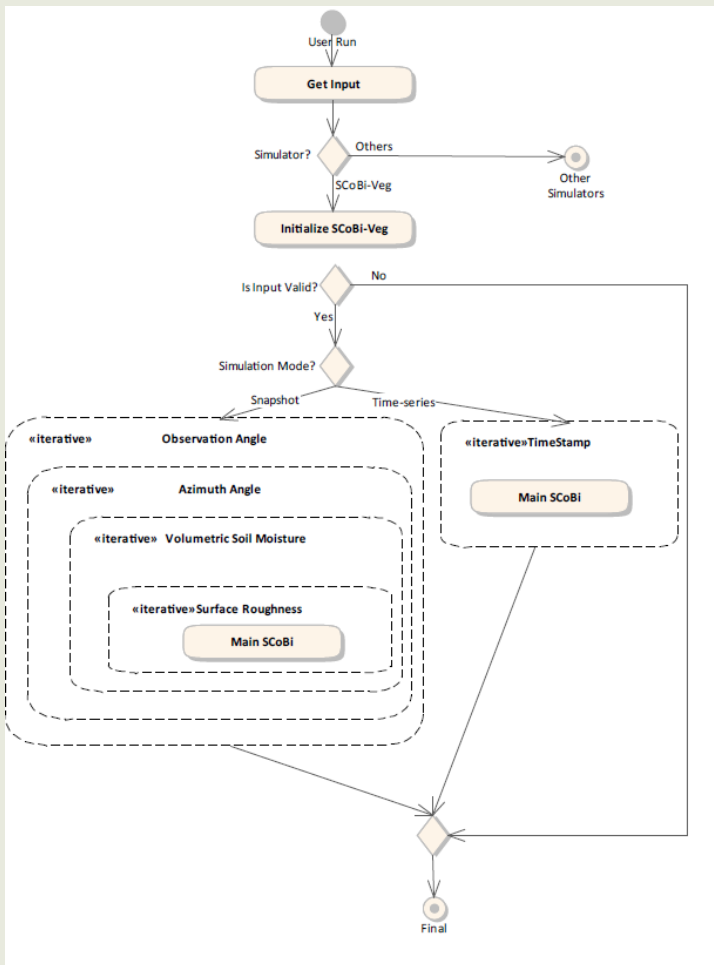 User Run
Get Input
Simulator?
Others
Other
Simulators
SCoBi-Veg
Initialize SCoBi-Veg
Is Input Valid?
No
Yes
Simulation Mode?
Snapshot
Time-series
«iterative» Observation Angle
«iterative» Azimuth Angle
«iterative» Volumetric Soil Moisture
«iterative»Surface Roughness
Main SCoBi
«iterative»TimeStamp
Main SCoBi
Final